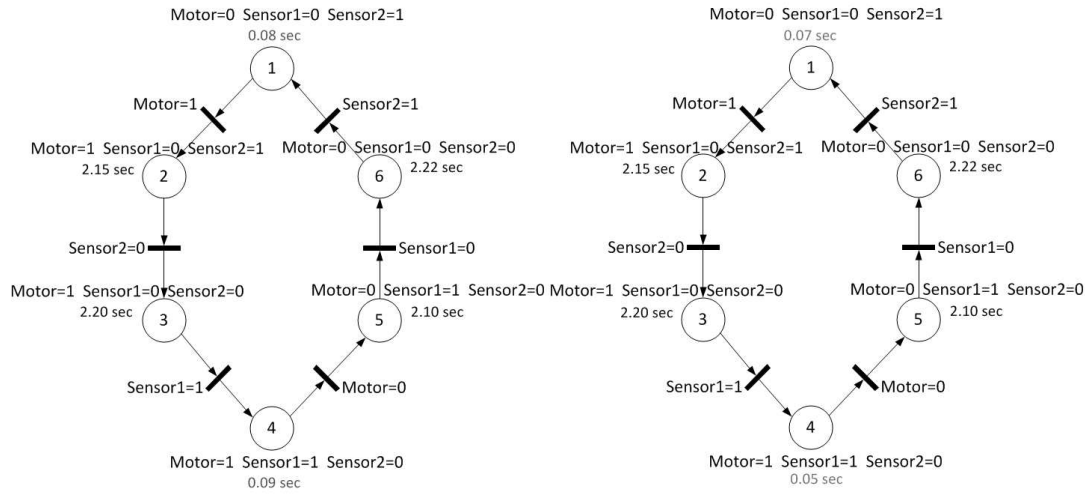 Motor=0 Sensor1=0 Sensor2=1
0.08 sec
1
Motor=1
Sensor2=1
Motor=1 Sensor1=0 Sensor2=1
Motor=0 Sensor1=0 Sensor2=0
2.15 sec
2
6
2.22 sec
Sensor2=0
Sensor1=0
Motor=1 Sensor1=0 Sensor2=0
Motor=0 Sensor1=1 Sensor2=0
2.20 sec
3
5
2.10 sec
Sensor1=1
Motor=0
4
Motor=1 Sensor1=1 Sensor2=0
0.09 sec
Motor=0 Sensor1=0 Sensor2=1
0.07 sec
1
Motor=1
Sensor2=1
Motor=1 Sensor1=0 Sensor2=1
Motor=0 Sensor1=0 Sensor2=0
2.15 sec
2
6
2.22 sec
Sensor2=0
Sensor1=0
Motor=1 Sensor1=0 Sensor2=0
Motor=0 Sensor1=1 Sensor2=0
2.20 sec
3
5
2.10 sec
Sensor1=1
Motor=0
4
Motor=1 Sensor1=1 Sensor2=0
0.05 sec